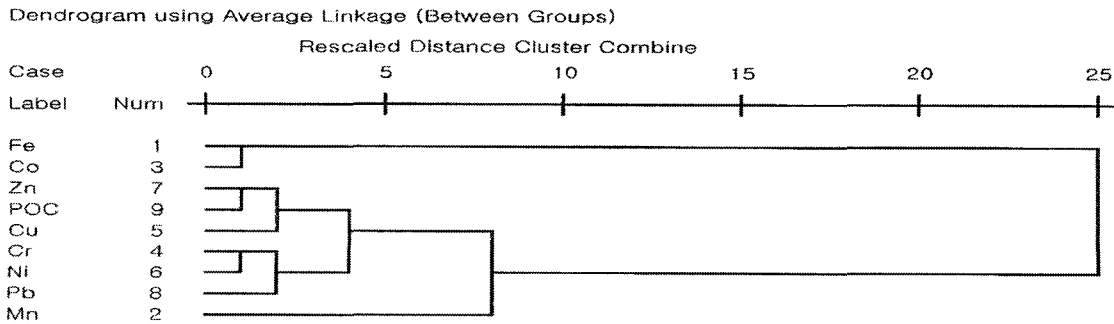 Dendrogram using Average Linkage (Between Groups)
Rescaled Distance Cluster Combine
Case 0 5 10 15 20 25
Label Num
Fe 1
Co 3
Zn 7
POC 9
Cu 5
Cr 4
Ni 6
Pb 8
Mn 2